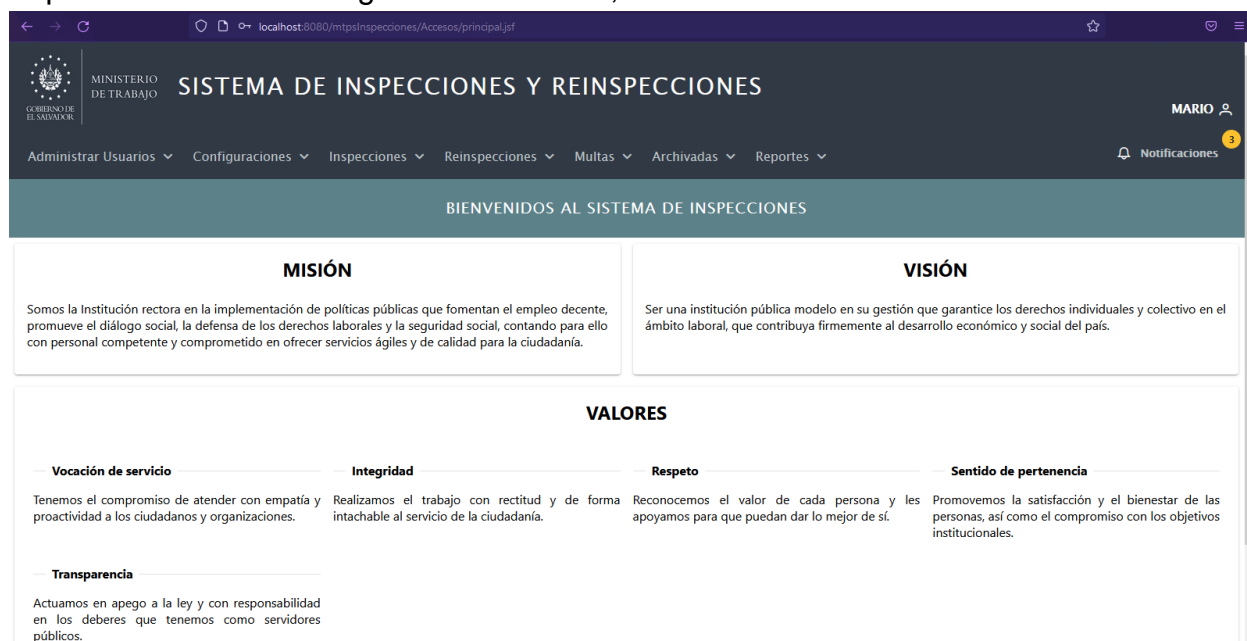 localhost:8080/mtpsInspecciones/Accesos/principal.jsf
GOBIERNO DE
EL SALVADOR
MINISTERIO
DE TRABAJO
SISTEMA DE INSPECCIONES Y REINSPECCIONES
MARIO
Administrar Usuarios Configuraciones Inspecciones Reinspecciones Multas Archivadas Reportes
3
Notificaciones
BIENVENIDOS AL SISTEMA DE INSPECCIONES
MISIÓN
Somos la Institución rectora en la implementación de políticas públicas que fomentan el empleo decente,
promueve el diálogo social, la defensa de los derechos laborales y la seguridad social, contando para ello
con personal competente y comprometido en ofrecer servicios ágiles y de calidad para la ciudadanía.
VISIÓN
Ser una institución pública modelo en su gestión que garantice los derechos individuales y colectivo en el
ámbito laboral, que contribuya firmemente al desarrollo económico y social del país.
VALORES
Vocación de servicio
Tenemos el compromiso de atender con empatía y
proactividad a los ciudadanos y organizaciones.
Integridad
Realizamos el trabajo con rectitud y de forma
intachable al servicio de la ciudadanía.
Respeto
Reconocemos el valor de cada persona y les
apoyamos para que puedan dar lo mejor de sí.
Sentido de pertenencia
Promovemos la satisfacción y el bienestar de las
personas, así como el compromiso con los objetivos
institucionales.
Transparencia
Actuamos en apego a la ley y con responsabilidad
en los deberes que tenemos como servidores
públicos.